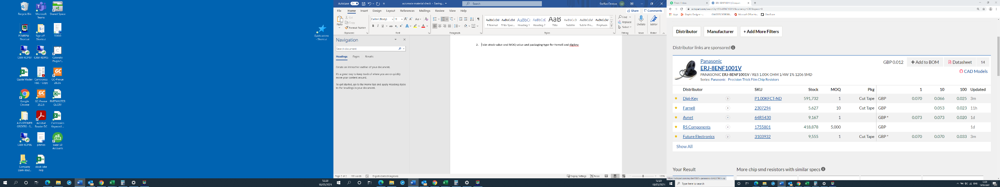 Recycle Bin
Microsoft Teams
Shared Space
PCMRPW - Shortcut
Sign off - Shortcut
TODO
Quick access - Shortcut
CAM-RDP07
CAM-RDP05
Calendly Plugin f...
Quote Master
Camtronics T&C - Copy
GC-Prevue 28.2.6
Google Chrome
GC-Prevue 28.2.6
PARTMASTER QUERY
A CUSTOMER ORDERS - S...
Acrobat Reader DC
Camtronics Keyword ...
CAM-RDP06
pitches
Sage 50 Accounts
Company (cam-sbs2...
stock take mrp
12:20
18/03/2021
AutoSave On
automate material check - Saving...
Search
Steffan Denton SD
File Home Insert Design Layout References Mailings Review View Help
Share Comments
Paste
Cut
Copy
Format Painter
Calibri (Body) 11
AaBbCcDd AaBbCcDd AaBbCc AaBbCcE AaB AaBbCcD AaBbCcDd AaBbCcDd
¶ Normal ¶ No Spac... Heading 1 Heading 2 Title Subtitle Subtle Em... Emphasis
Find
Replace
Select
Dictate
Editor
Clipboard Font Paragraph Styles Editing Voice Editor
Navigation
Search document
Headings Pages Results
Create an interactive outline of your document.
It's a great way to keep track of where you are or quickly
move your content around.
To get started, go to the Home tab and apply Heading styles
to the headings in your document.
2. Take stock value and MOQ value and packaging type for Farnell and digikey
Page 2 of 2 199 words English (United Kingdom)
Display Settings Focus 100%
12:20
18/03/2021
Fiverr / Inbox
ERJ-8ENF1001V | Octopart
octopart.com/search?q=ERJ-8ENF1001V&currency=GBP&specs=0
Apps Graphic Designer -... Microsoft Office Ho...
Distributor Manufacturer + Add More Filters
Distributor links are sponsored
Panasonic
ERJ-8ENF1001V
PANASONIC ERJ-8ENF1001V / RES 1.00K OHM 1/4W 1% 1206 SMD
Series: Panasonic - Precision Thick Film Chip Resistors
GBP 0.012 + Add to BOM Datasheet 14
CAD Models
Distributor SKU Stock MOQ Pkg 1 10 100 Updated
Digi-Key P1.00KFCT-ND 591,732 1 Cut Tape GBP 0.070 0.066 0.025 3m
Farnell 2307294 5,627 10 Cut Tape GBP 0.053 0.023 11h
Avnet 64R5430 9,167 1 GBP * 0.073 0.073 0.020 1d
RS Components 1755801 418,878 5,000 GBP 1d
Future Electronics 3103932 9,555 1 Cut Tape GBP * 0.070 0.070 0.033 3m
Show All
Your Result
More chip smd resistors with similar specs
Type here to search
ENG
12:20
18/03/2021